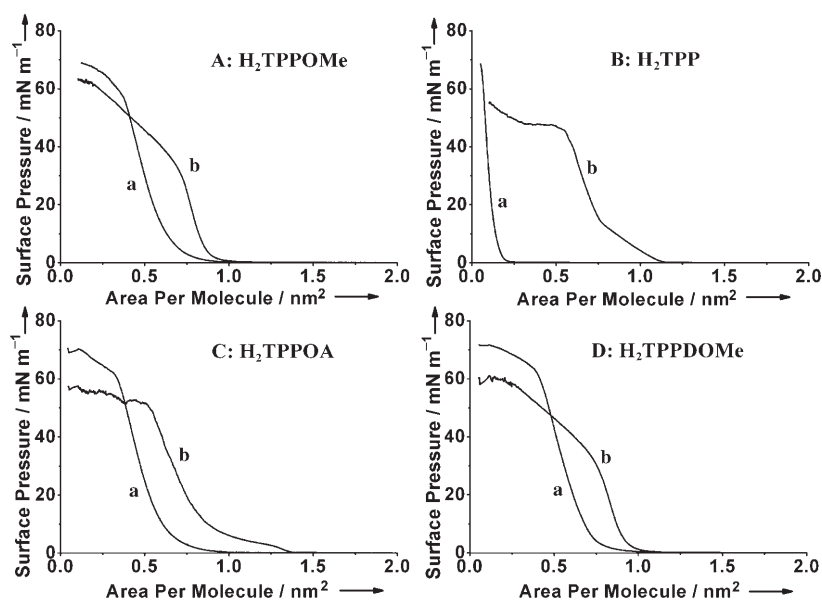 A: H₂TPPOMe
Surface Pressure / mN m⁻¹
80
60
40
20
0
a
b
0.0 0.5 1.0 1.5 2.0
Area Per Molecule / nm²
B: H₂TPP
Surface Pressure / mN m⁻¹
80
60
40
20
0
a
b
0.0 0.5 1.0 1.5 2.0
Area Per Molecule / nm²
C: H₂TPPOA
Surface Pressure / mN m⁻¹
80
60
40
20
0
a
b
0.0 0.5 1.0 1.5 2.0
Area Per Molecule / nm²
D: H₂TPPDOMe
Surface Pressure / mN m⁻¹
80
60
40
20
0
a
b
0.0 0.5 1.0 1.5 2.0
Area Per Molecule / nm²